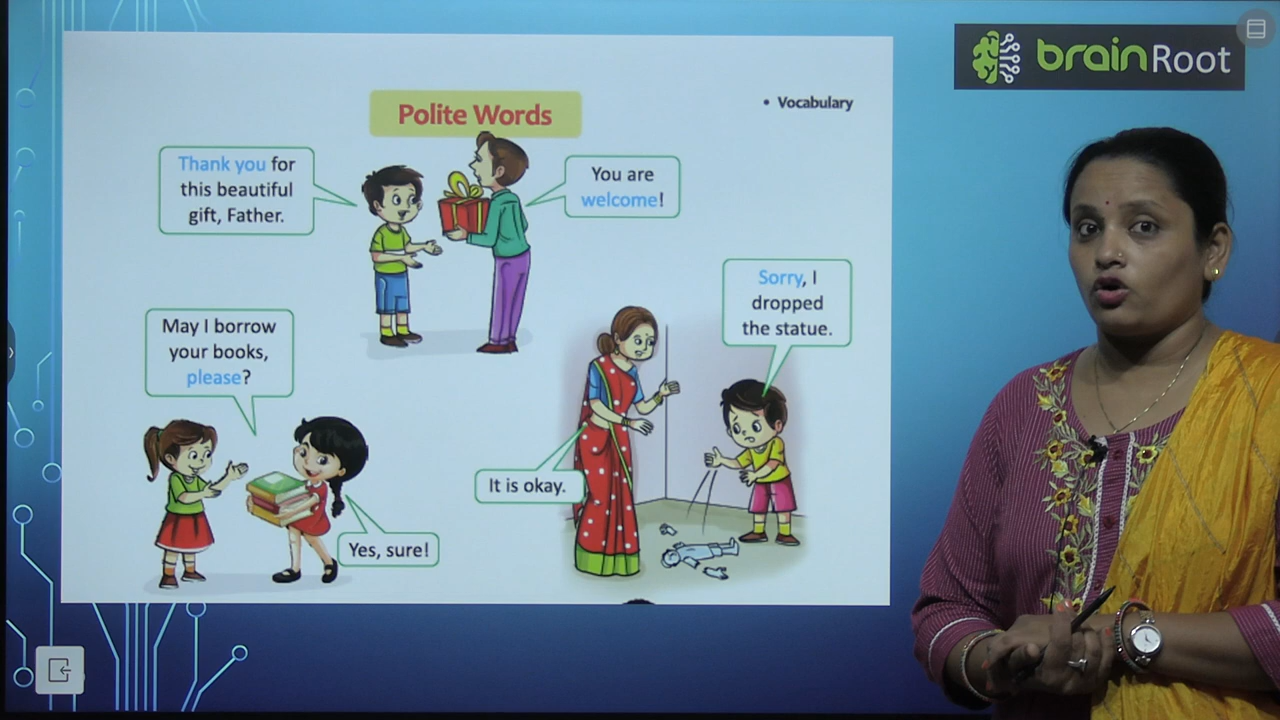 brainRoot
Polite Words
• Vocabulary
Thank you for
this beautiful
gift, Father.
You are
welcome!
Sorry, I
dropped
the statue.
May I borrow
your books,
please?
It is okay.
Yes, sure!